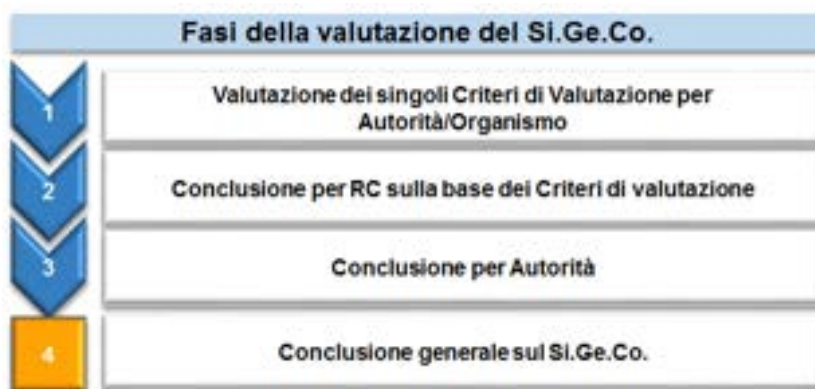 Fasi della valutazione del Si.Ge.Co.
1
Valutazione dei singoli Criteri di Valutazione per
Autorità/Organismo
2
Conclusione per RC sulla base dei Criteri di valutazione
3
Conclusione per Autorità
4
Conclusione generale sul Si.Ge.Co.